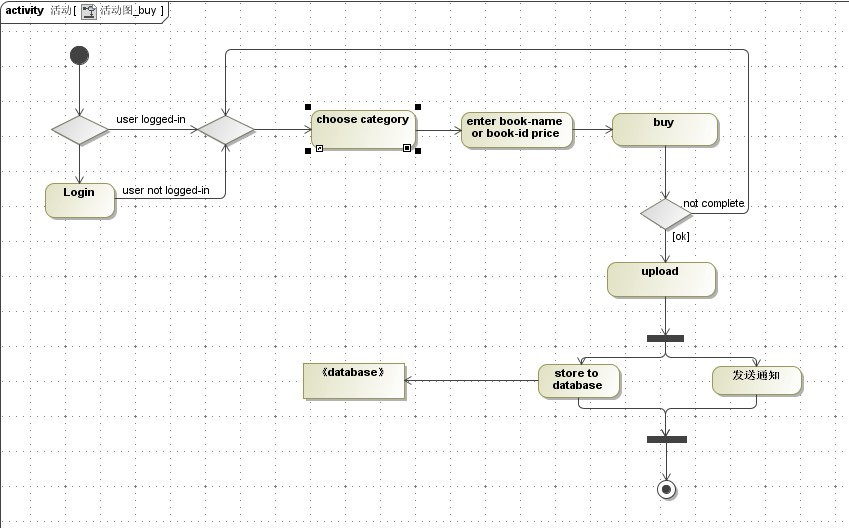 activity 活动[ 活动图_buy ]
user logged-in
choose category
enter book-name
or book-id price
buy
Login
user not logged-in
not complete
[ok]
upload
《database》
store to
database
发送通知